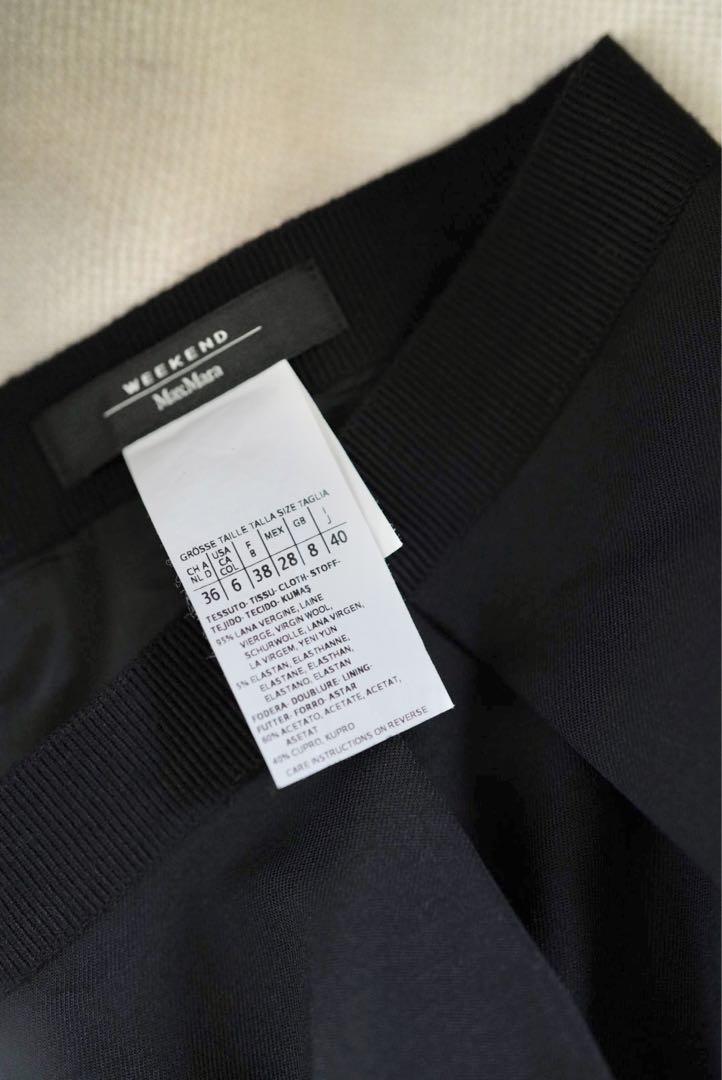 WEEKEND
MaxMara
GRÖSSE TAILLE TALLA SIZE TAGLIA
CH A NL D | USA CA COL | F B | MEX | GB | J
36 | 6 | 38 | 28 | 8 | 40
TESSUTO-TISSU-CLOTH-STOFF-
TEJIDO-TECIDO-KUMAŞ
95% LANA VERGINE, LAINE
VIERGE, VIRGIN WOOL,
SCHURWOLLE, LANA VIRGEN,
LA VIRGEM, YENI YUN
5% ELASTAN, ELASTHANNE,
ELASTANE, ELASTHAN,
ELASTANO, ELASTAN
FODERA-DOUBLURE-LINING-
FUTTER-FORRO-ASTAR
60% ACETATO, ACETATE, ACETAT,
ASETAT
40% CUPRO, KUPRO
CARE INSTRUCTIONS ON REVERSE